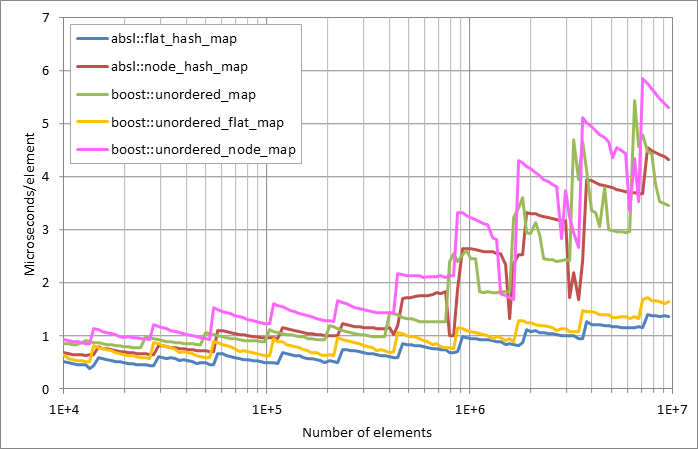 7
6
5
4
3
2
1
0
Microseconds/element
absl::flat_hash_map
absl::node_hash_map
boost::unordered_map
boost::unordered_flat_map
boost::unordered_node_map
1E+4 1E+5 1E+6 1E+7
Number of elements